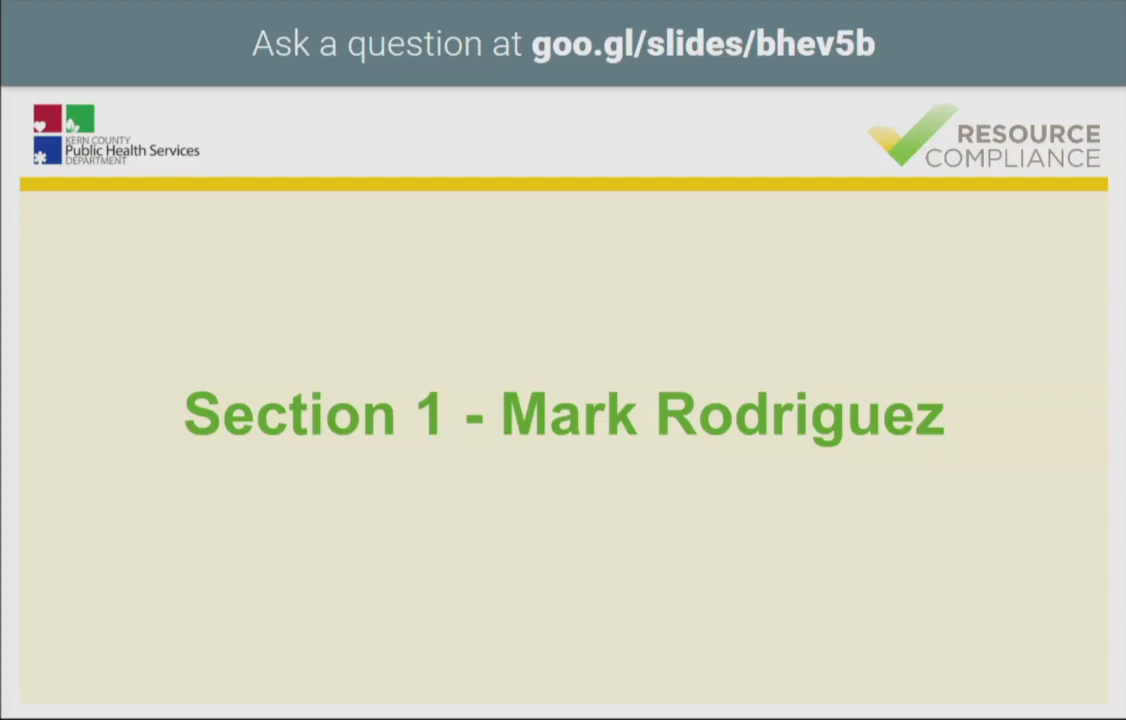 Ask a question at goo.gl/slides/bhev5b
KERN COUNTY
Public Health Services
DEPARTMENT
RESOURCE
COMPLIANCE
Section 1 - Mark Rodriguez